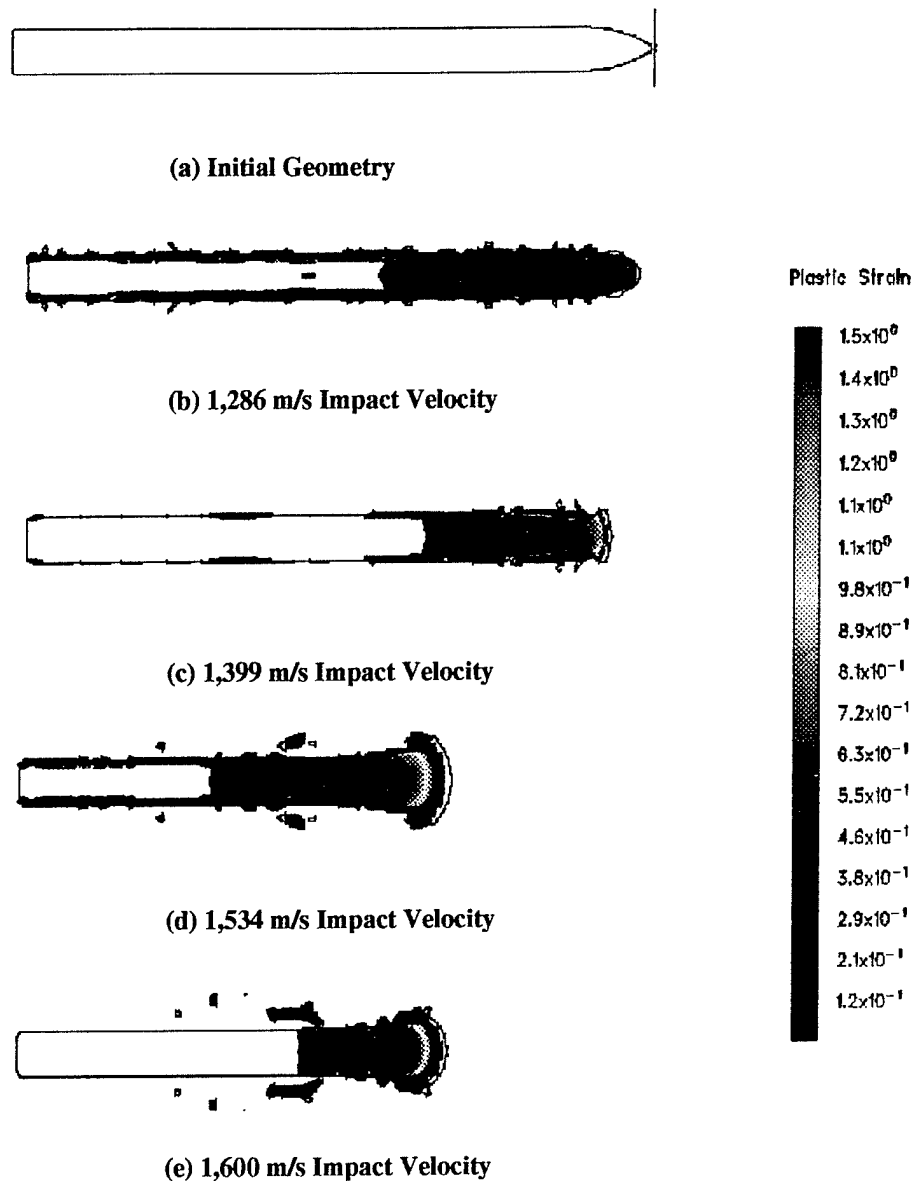 (a) Initial Geometry
(b) 1,286 m/s Impact Velocity
(c) 1,399 m/s Impact Velocity
(d) 1,534 m/s Impact Velocity
(e) 1,600 m/s Impact Velocity
Plastic Strain
1.5x10⁰
1.4x10⁰
1.3x10⁰
1.2x10⁰
1.1x10⁰
1.1x10⁰
9.8x10⁻¹
8.9x10⁻¹
8.1x10⁻¹
7.2x10⁻¹
6.3x10⁻¹
5.5x10⁻¹
4.6x10⁻¹
3.8x10⁻¹
2.9x10⁻¹
2.1x10⁻¹
1.2x10⁻¹